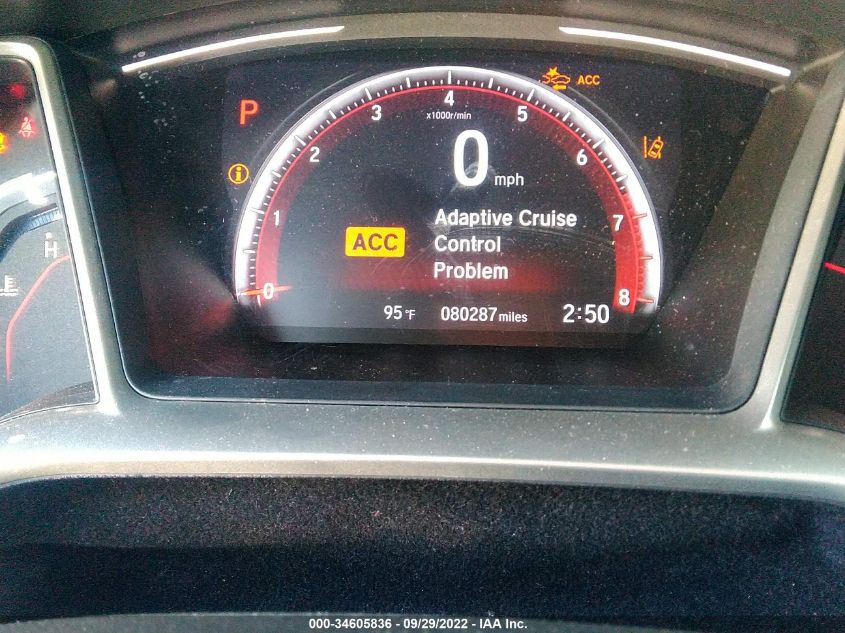 ACC
P
4
3
5
x1000r/min
2
6
0 mph
i
1
7
Adaptive Cruise
ACC
Control
Problem
H
0
8
95 °F
080287 miles
2:50
000-34605836 - 09/29/2022 - IAA Inc.